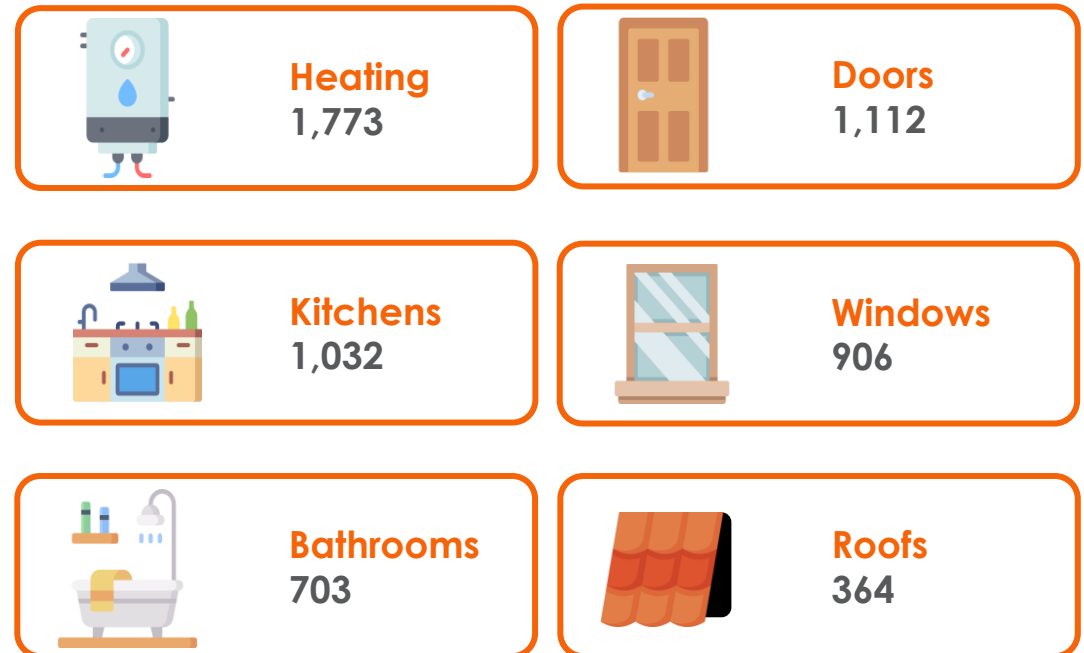 Heating
1,773
Doors
1,112
Kitchens
1,032
Windows
906
Bathrooms
703
Roofs
364